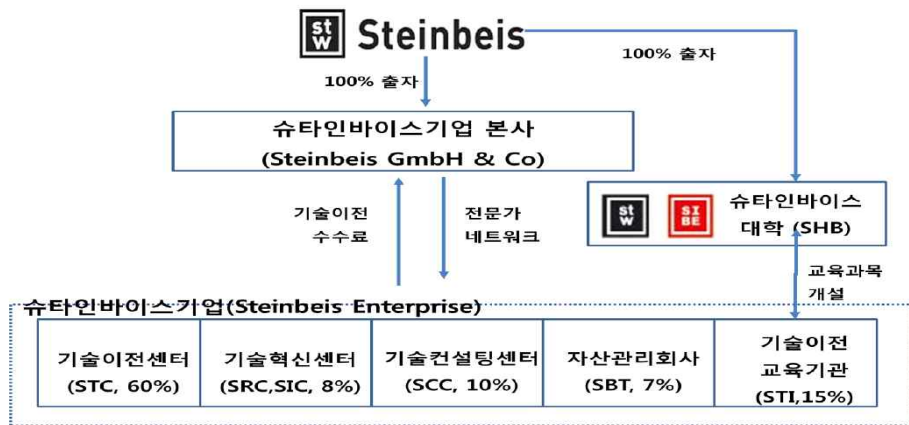 stw Steinbeis
100% 출자
100% 출자
슈타인바이스기업 본사
(Steinbeis GmbH & Co)
기술이전
수수료
전문가
네트워크
stw
SIBE
슈타인바이스
대학 (SHB)
교육과목
개설
슈타인바이스기업(Steinbeis Enterprise)
기술이전센터
(STC, 60%)
기술혁신센터
(SRC,SIC, 8%)
기술컨설팅센터
(SCC, 10%)
자산관리회사
(SBT, 7%)
기술이전
교육기관
(STI,15%)